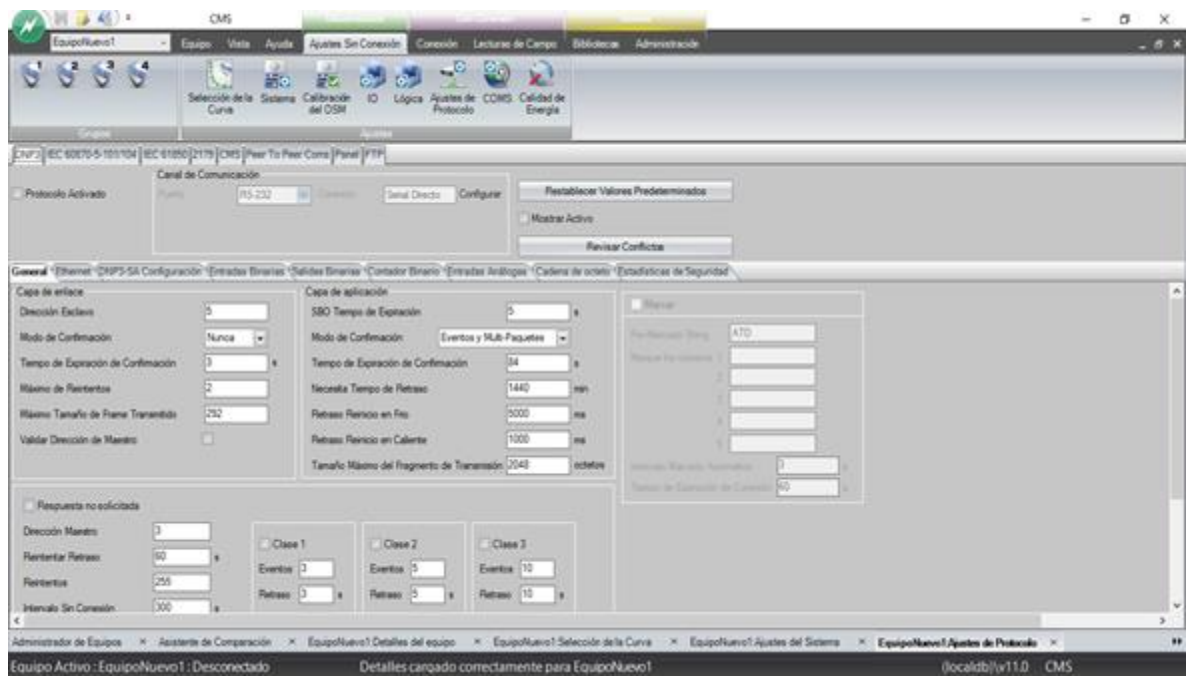 CMS
EquipoNuevo1
Equipo Vista Ayuda Ajustes Sin Conexión Conexión Lecturas de Campo Bibliotecas Administración
1 2 3 4
Selección de la Curva Sistema Calibración del OSM IO Lógica Ajustes de Protocolo COMS Calidad de Energía
Grupos Ajustes
DNP3 IEC 60870-5-101/104 IEC 61850 2179 CMS Peer To Peer Coms Panel FTP
Canal de Comunicación
Protocolo Activado
RS-232
Serial Directo
Configurar
Restablecer Valores Predeterminados
Mostrar Activo
Revisar Conflictos
General Ethernet DNP3-SA Configuración Entradas Binarias Salidas Binarias Contador Binario Entradas Análogas Cadena de octeto Estadísticas de Seguridad
Capa de enlace
Dirección Esclavo 5
Modo de Confirmación Nunca
Tiempo de Expiración de Confirmación 3 s
Máximo de Reintentos 2
Máximo Tamaño de Frame Transmitido 292
Validar Dirección de Maestro
Capa de aplicación
SBO Tiempo de Expiración 5 s
Modo de Confirmación Eventos y Multi-Paquetes
Tiempo de Expiración de Confirmación 84 s
Necesita Tiempo de Retraso 1440 min
Retraso Reinicio en Frío 5000 ms
Retraso Reinicio en Caliente 1000 ms
Tamaño Máximo del Fragmento de Transmisión 2048 octetos
Marcar
ATD
1
2
3
4
5
3 s
60 s
Respuesta no solicitada
Dirección Maestro 3
Reintentar Retraso 60 s
Reintentos 255
Intervalo Sin Conexión 300 s
Clase 1
Eventos 3
Retraso 3 s
Clase 2
Eventos 5
Retraso 5 s
Clase 3
Eventos 10
Retraso 10 s
Administrador de Equipos Asistente de Comparación EquipoNuevo1:Detalles del equipo EquipoNuevo1:Selección de la Curva EquipoNuevo1:Ajustes del Sistema EquipoNuevo1:Ajustes de Protocolo
Equipo Activo : EquipoNuevo1 : Desconectado Detalles cargado correctamente para EquipoNuevo1 (localdb)\v11.0 CMS